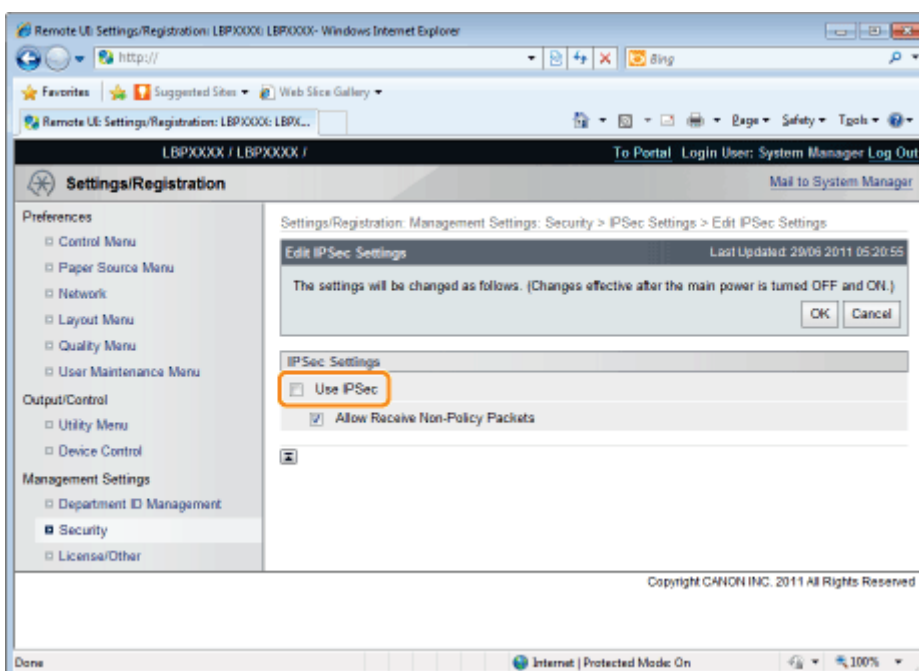 Remote UI: Settings/Registration: LBPXXXX: LBPXXXX- Windows Internet Explorer
http://
Bing
Favorites Suggested Sites Web Slice Gallery
Remote UI: Settings/Registration: LBPXXXX: LBPX...
Page Safety Tools
LBPXXXX / LBPXXXX /
To Portal Login User: System Manager Log Out
Settings/Registration
Mail to System Manager
Preferences
Control Menu
Paper Source Menu
Network
Layout Menu
Quality Menu
User Maintenance Menu
Output/Control
Utility Menu
Device Control
Management Settings
Department ID Management
Security
License/Other
Settings/Registration: Management Settings: Security > IPSec Settings > Edit IPSec Settings
Edit IPSec Settings
Last Updated: 29/06 2011 05:20:55
The settings will be changed as follows. (Changes effective after the main power is turned OFF and ON.)
OK Cancel
IPSec Settings
Use IPSec
Allow Receive Non-Policy Packets
Copyright CANON INC. 2011 All Rights Reserved
Done
Internet | Protected Mode: On
100%